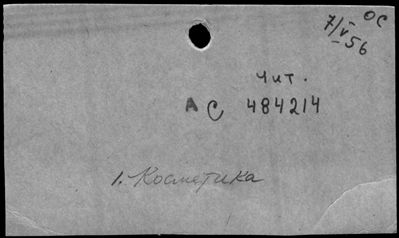 ОС
7/V-56
Чит.
АС 484214
1. Косметика